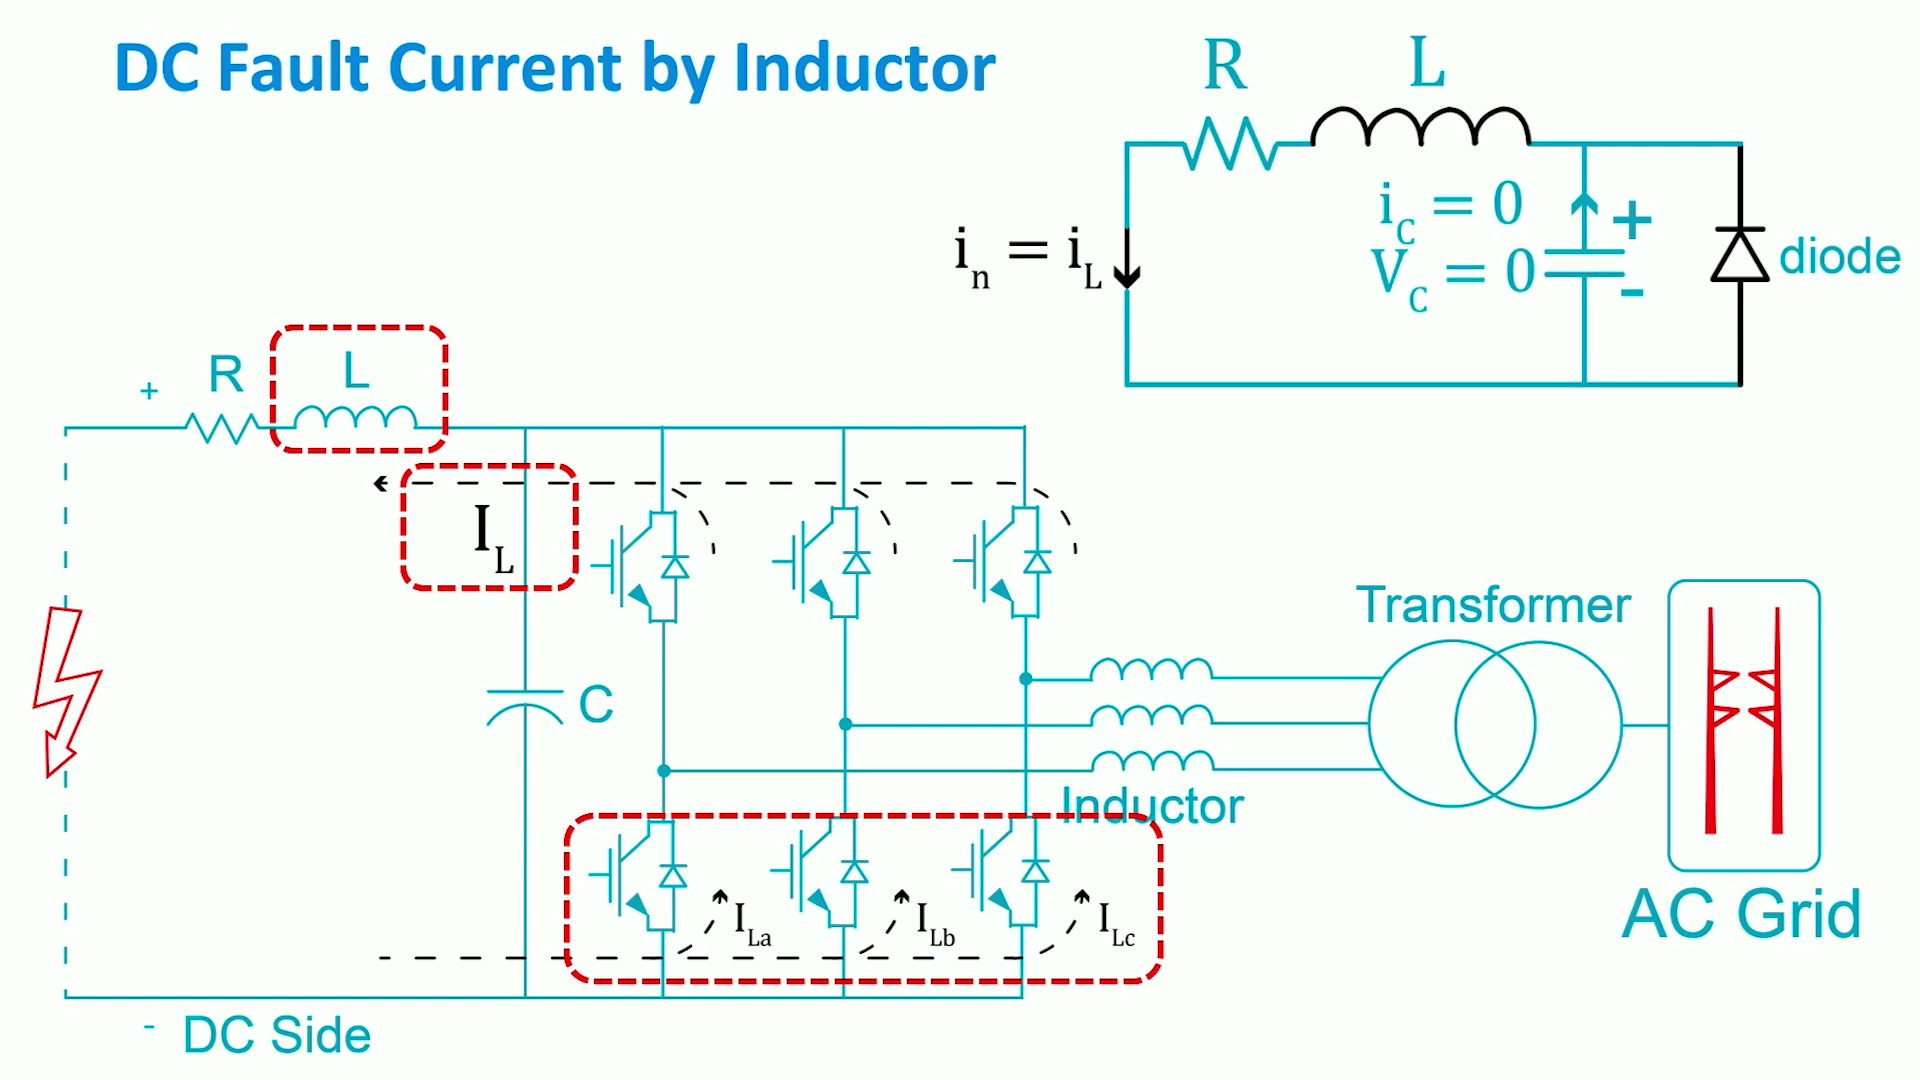 DC Fault Current by Inductor
R
L
i_C = 0
V_C = 0
+
-
diode
i_n = i_L
+
R
L
I_L
C
Transformer
Inductor
I_La
I_Lb
I_Lc
AC Grid
- DC Side